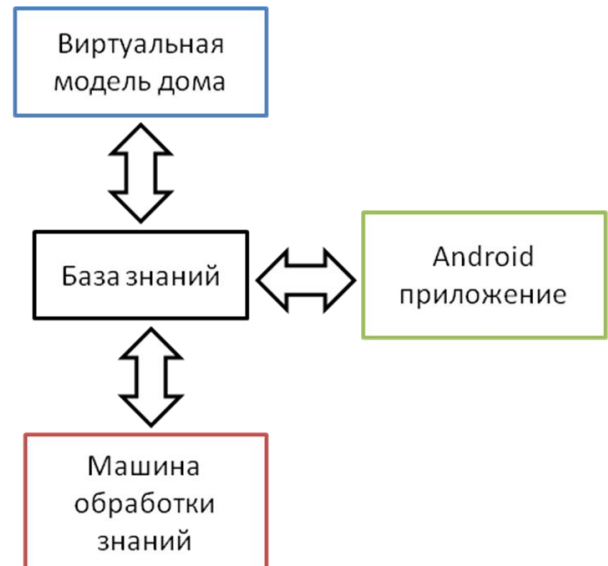 Виртуальная
модель дома
База знаний
Android
приложение
Машина
обработки
знаний